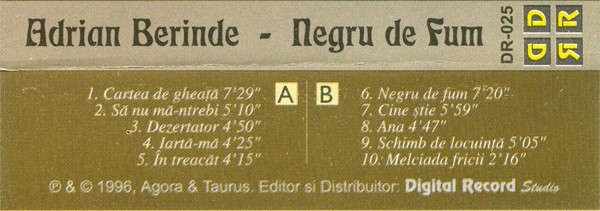 Adrian Berinde - Negru de Fum
DR-025
D R
D R
A
1. Cartea de gheață 7'29"
2. Să nu mă-ntrebi 5'10"
3. Dezertator 4'50"
4. Iartă-mă 4'25"
5. În treacăt 4'15"
B
6. Negru de fum 7'20"
7. Cine știe 5'59"
8. Ana 4'47"
9. Schimb de locuință 5'05"
10. Melciada fricii 2'16"
℗ & © 1996, Agora & Taurus. Editor si Distribuitor: Digital Record Studio